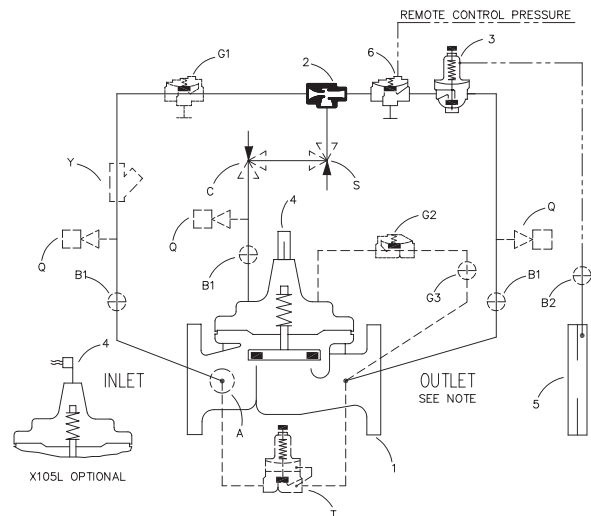 REMOTE CONTROL PRESSURE
G1
2
6
3
Y
C
S
Q
Q
4
G2
Q
B1
B1
G3
B1
B2
4
INLET
OUTLET
SEE NOTE
5
A
1
X105L OPTIONAL
T